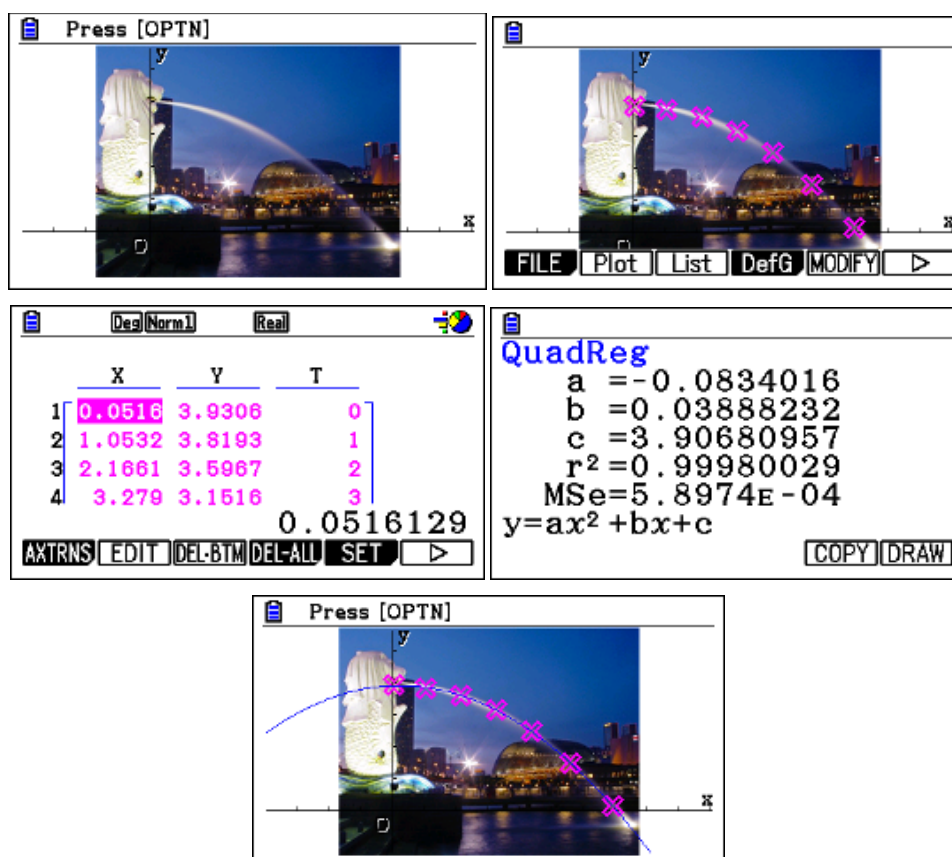 Press [OPTN]
y
x
O
y
x
O
FILE Plot List DefG MODIFY ▷
Deg Norm1 Real
X Y T
1 0.0516 3.9306 0
2 1.0532 3.8193 1
3 2.1661 3.5967 2
4 3.279 3.1516 3
0.0516129
AXTRNS EDIT DEL-BTM DEL-ALL SET ▷
QuadReg
a =-0.0834016
b =0.03888232
c =3.90680957
r²=0.99980029
MSe=5.8974ᴇ-04
y=ax²+bx+c
COPY DRAW
Press [OPTN]
y
x
O